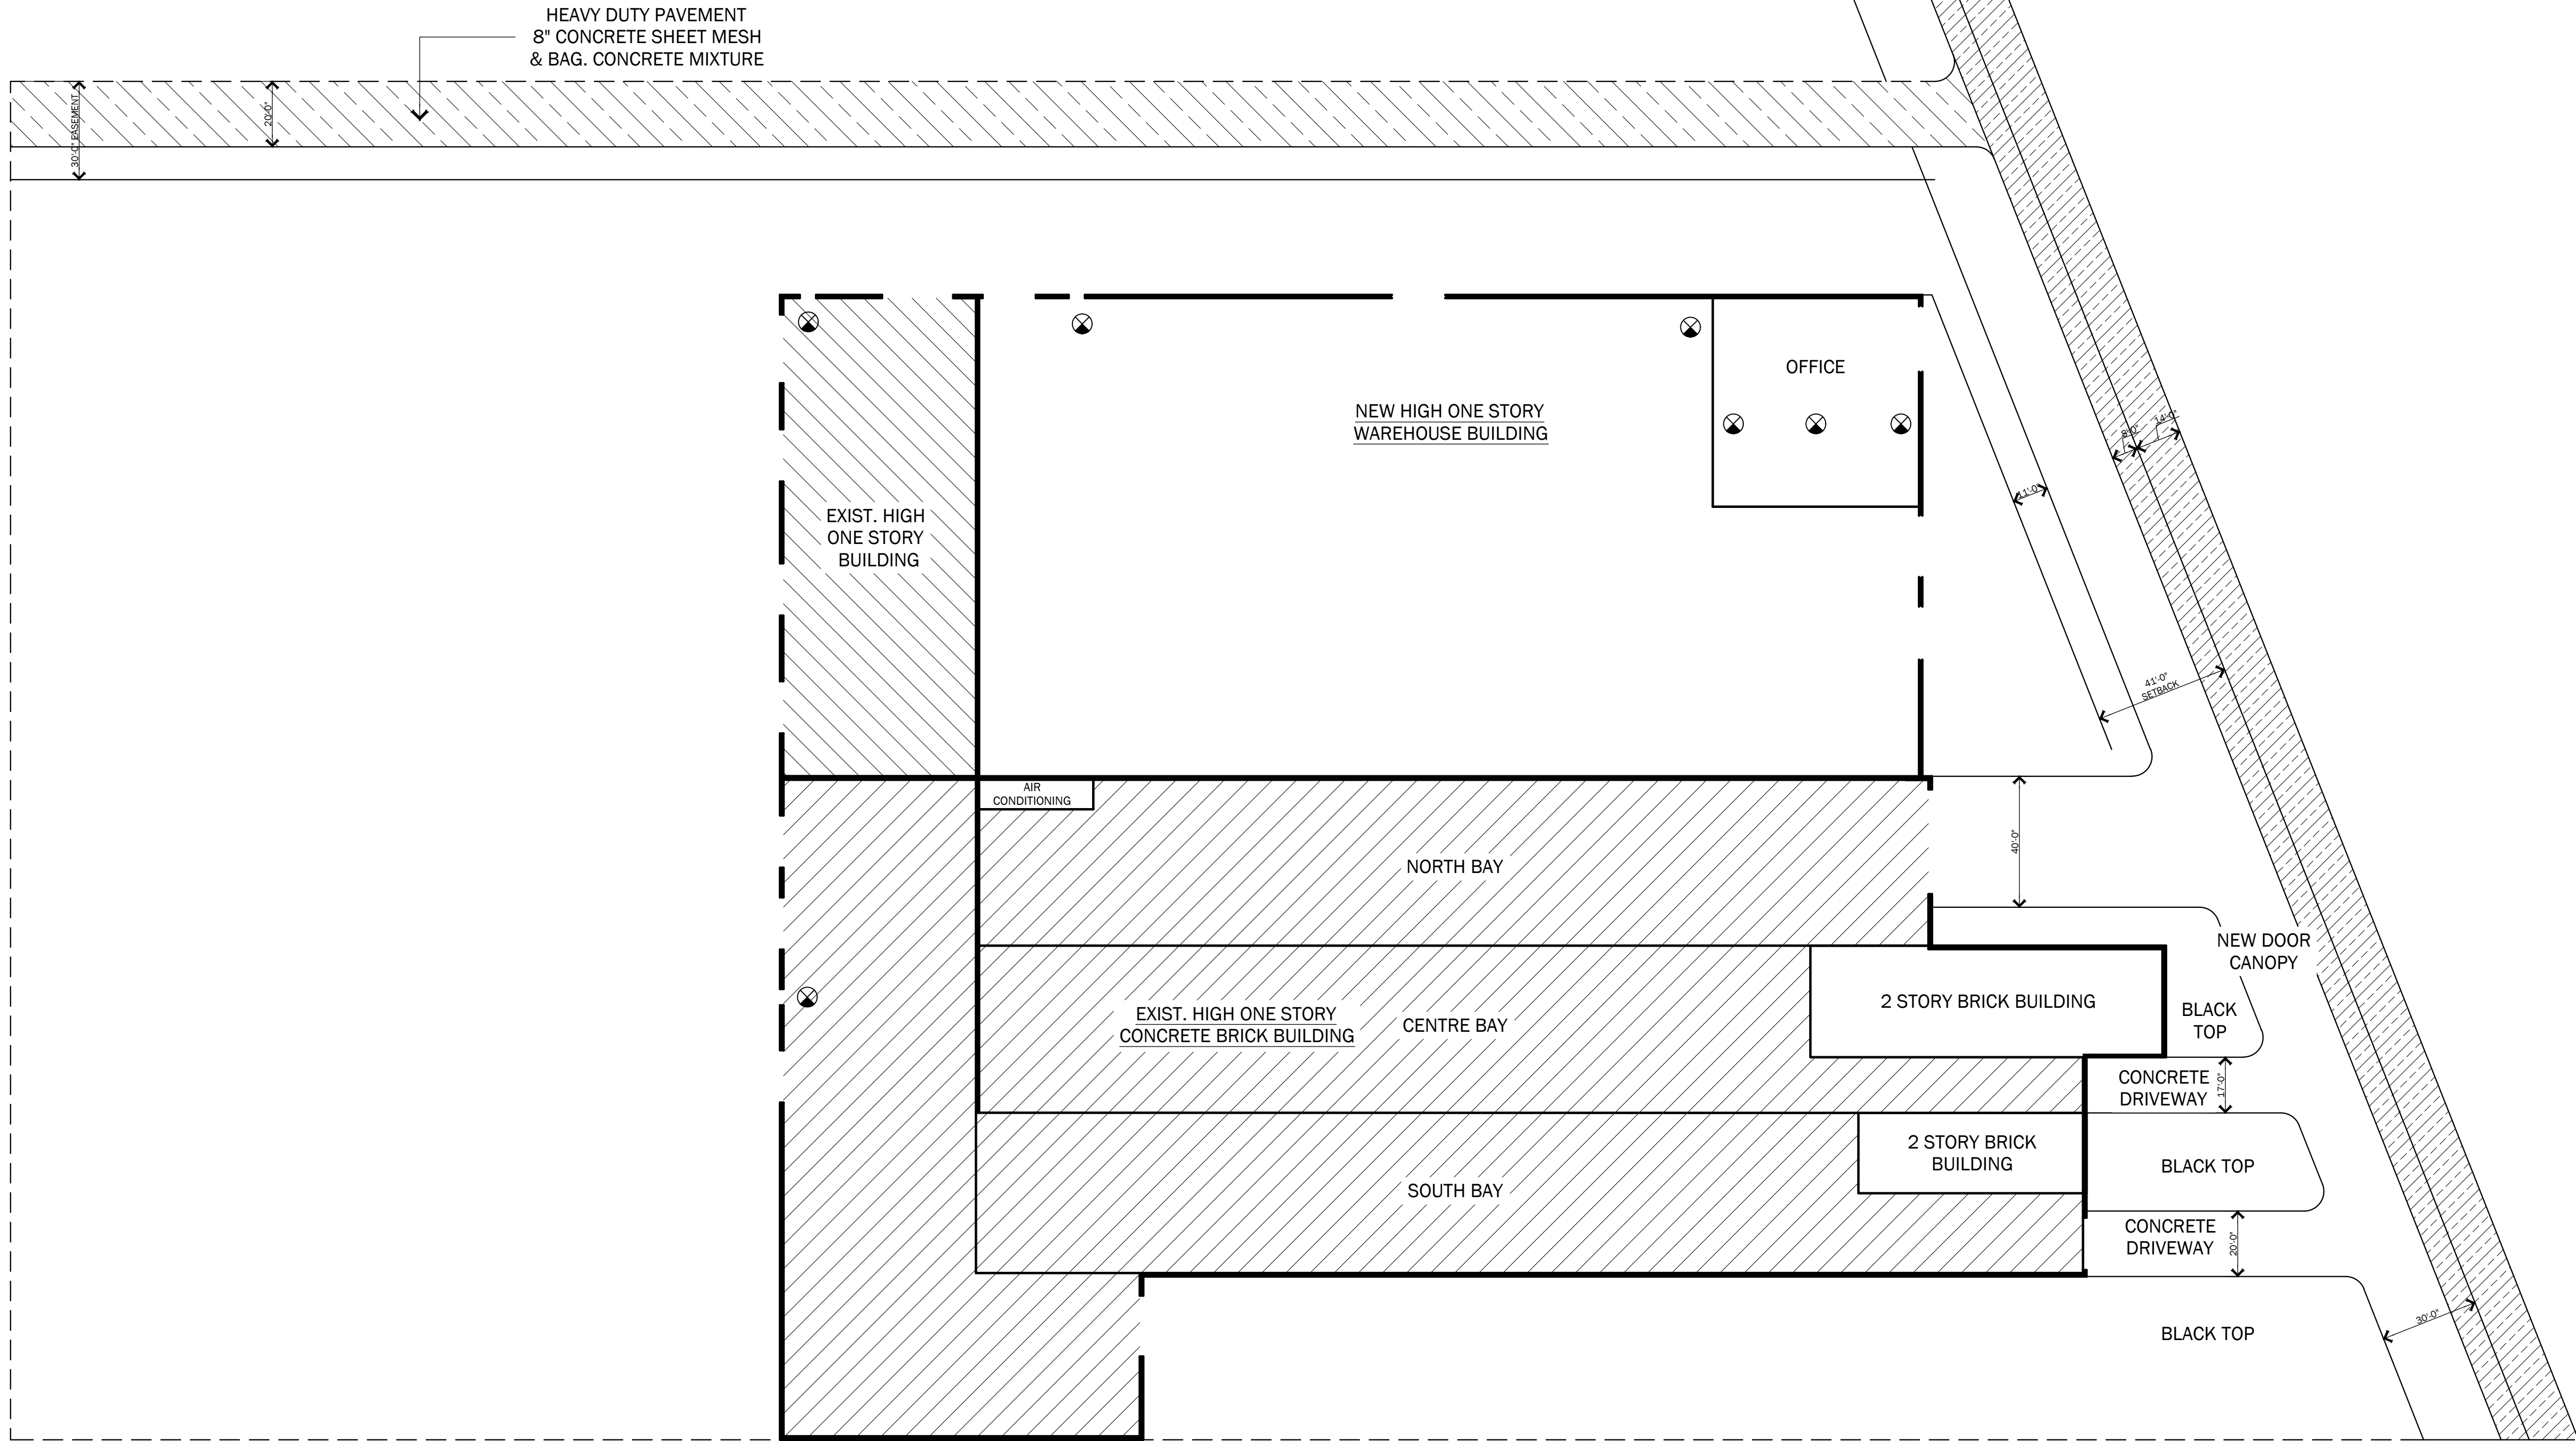 HEAVY DUTY PAVEMENT
8" CONCRETE SHEET MESH
& BAG. CONCRETE MIXTURE
30'-0" EASEMENT
20'-0"
OFFICE
NEW HIGH ONE STORY
WAREHOUSE BUILDING
EXIST. HIGH
ONE STORY
BUILDING
8'-0"
14'-0"
11'-0"
41'-0"
SETBACK
AIR
CONDITIONING
40'-0"
NORTH BAY
NEW DOOR
CANOPY
2 STORY BRICK BUILDING
BLACK
TOP
EXIST. HIGH ONE STORY
CONCRETE BRICK BUILDING
CENTRE BAY
CONCRETE
DRIVEWAY
17'-0"
2 STORY BRICK
BUILDING
BLACK TOP
SOUTH BAY
CONCRETE
DRIVEWAY
20'-0"
30'-0"
BLACK TOP